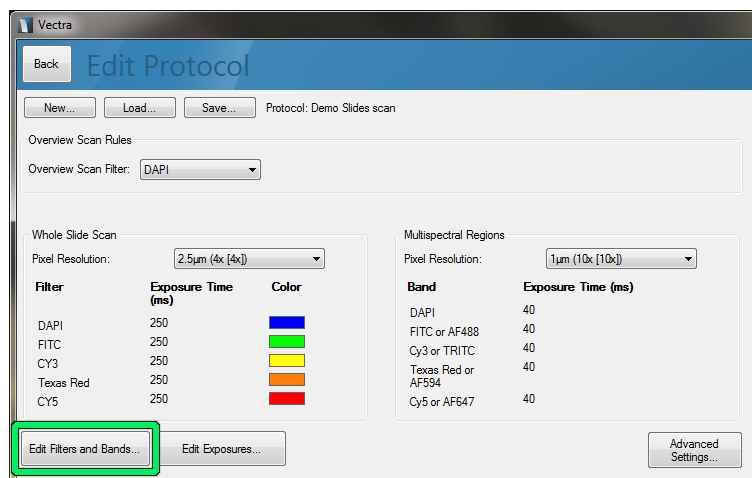 Vectra
Back
Edit Protocol
New...
Load...
Save...
Protocol: Demo Slides scan
Overview Scan Rules
Overview Scan Filter: DAPI
Whole Slide Scan
Pixel Resolution: 2.5µm (4x [4x])
Filter Exposure Time (ms) Color
DAPI 250
FITC 250
CY3 250
Texas Red 250
CY5 250
Multispectral Regions
Pixel Resolution: 1µm (10x [10x])
Band Exposure Time (ms)
DAPI 40
FITC or AF488 40
Cy3 or TRITC 40
Texas Red or AF594 40
Cy5 or AF647 40
Edit Filters and Bands...
Edit Exposures...
Advanced
Settings...